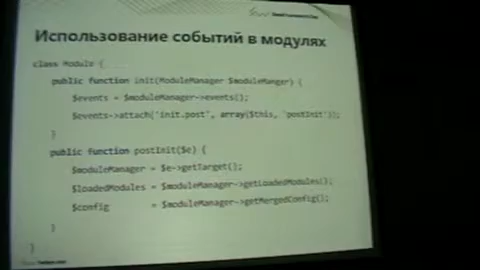 Использование событий в модулях
class Module {
public function init(ModuleManager $moduleManger) {
$events = $moduleManager->events();
$events->attach('init.post', array($this, 'postInit'));
}
public function postInit($e) {
$moduleManager = $e->getTarget();
$loadedModules = $moduleManager->getLoadedModules();
$config = $moduleManager->getMergedConfig();
}
}